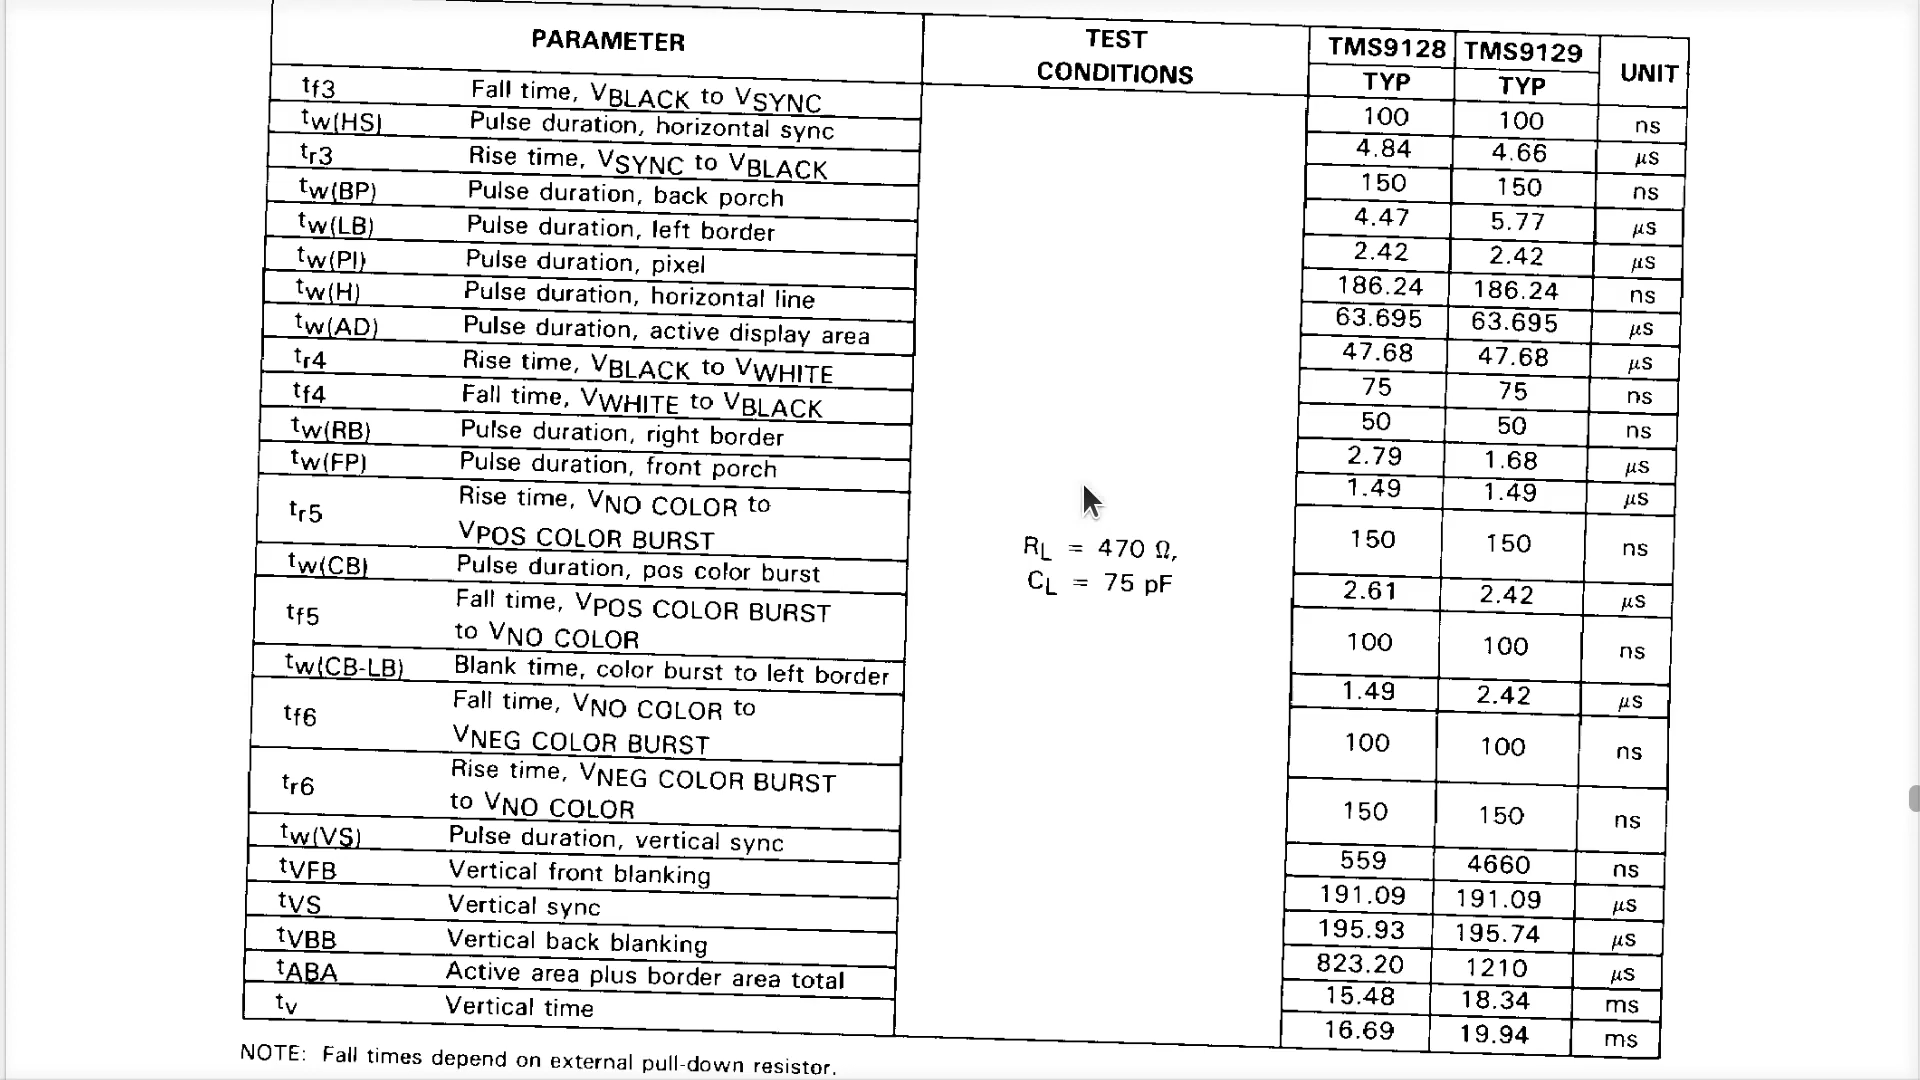 PARAMETER TEST CONDITIONS TMS9128 TYP TMS9129 TYP UNIT
tf3 Fall time, VBLACK to VSYNC 100 100 ns
tw(HS) Pulse duration, horizontal sync 4.84 4.66 μs
tr3 Rise time, VSYNC to VBLACK 150 150 ns
tw(BP) Pulse duration, back porch 4.47 5.77 μs
tw(LB) Pulse duration, left border 2.42 2.42 μs
tw(PI) Pulse duration, pixel 186.24 186.24 ns
tw(H) Pulse duration, horizontal line 63.695 63.695 μs
tw(AD) Pulse duration, active display area 47.68 47.68 μs
tr4 Rise time, VBLACK to VWHITE 75 75 ns
tf4 Fall time, VWHITE to VBLACK 50 50 ns
tw(RB) Pulse duration, right border 2.79 1.68 μs
tw(FP) Pulse duration, front porch 1.49 1.49 μs
tr5 Rise time, VNO COLOR to
VPOS COLOR BURST 150 150 ns
RL = 470 Ω,
CL = 75 pF
tw(CB) Pulse duration, pos color burst 2.61 2.42 μs
tf5 Fall time, VPOS COLOR BURST
to VNO COLOR 100 100 ns
tw(CB-LB) Blank time, color burst to left border 1.49 2.42 μs
tf6 Fall time, VNO COLOR to
VNEG COLOR BURST 100 100 ns
tr6 Rise time, VNEG COLOR BURST
to VNO COLOR 150 150 ns
tw(VS) Pulse duration, vertical sync 559 4660 ns
tVFB Vertical front blanking 191.09 191.09 μs
tVS Vertical sync 195.93 195.74 μs
tVBB Vertical back blanking 823.20 1210 μs
tABA Active area plus border area total 15.48 18.34 ms
tv Vertical time 16.69 19.94 ms
NOTE: Fall times depend on external pull-down resistor.